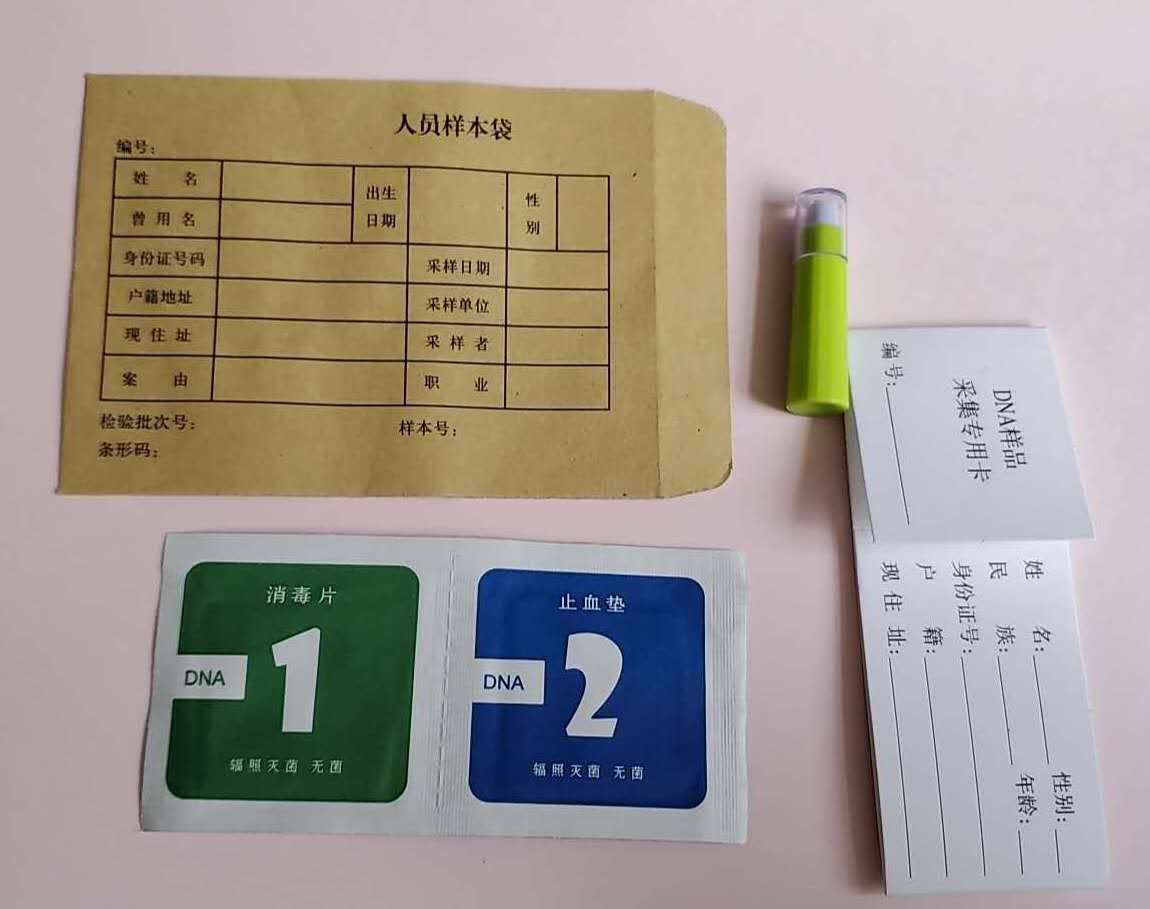 人员样本袋
编号:
姓 名
出生日期
性别
曾用名
身份证号码
采样日期
户籍地址
采样单位
现住址
采样者
案 由
职 业
检验批次号:
样本号:
条形码:
消毒片
DNA
1
辐照灭菌 无菌
止血垫
DNA
2
辐照灭菌 无菌
DNA样品
采集专用卡
编号:
姓 名: 性别:
民 族: 年龄:
身份证号:
户 籍:
现住址: